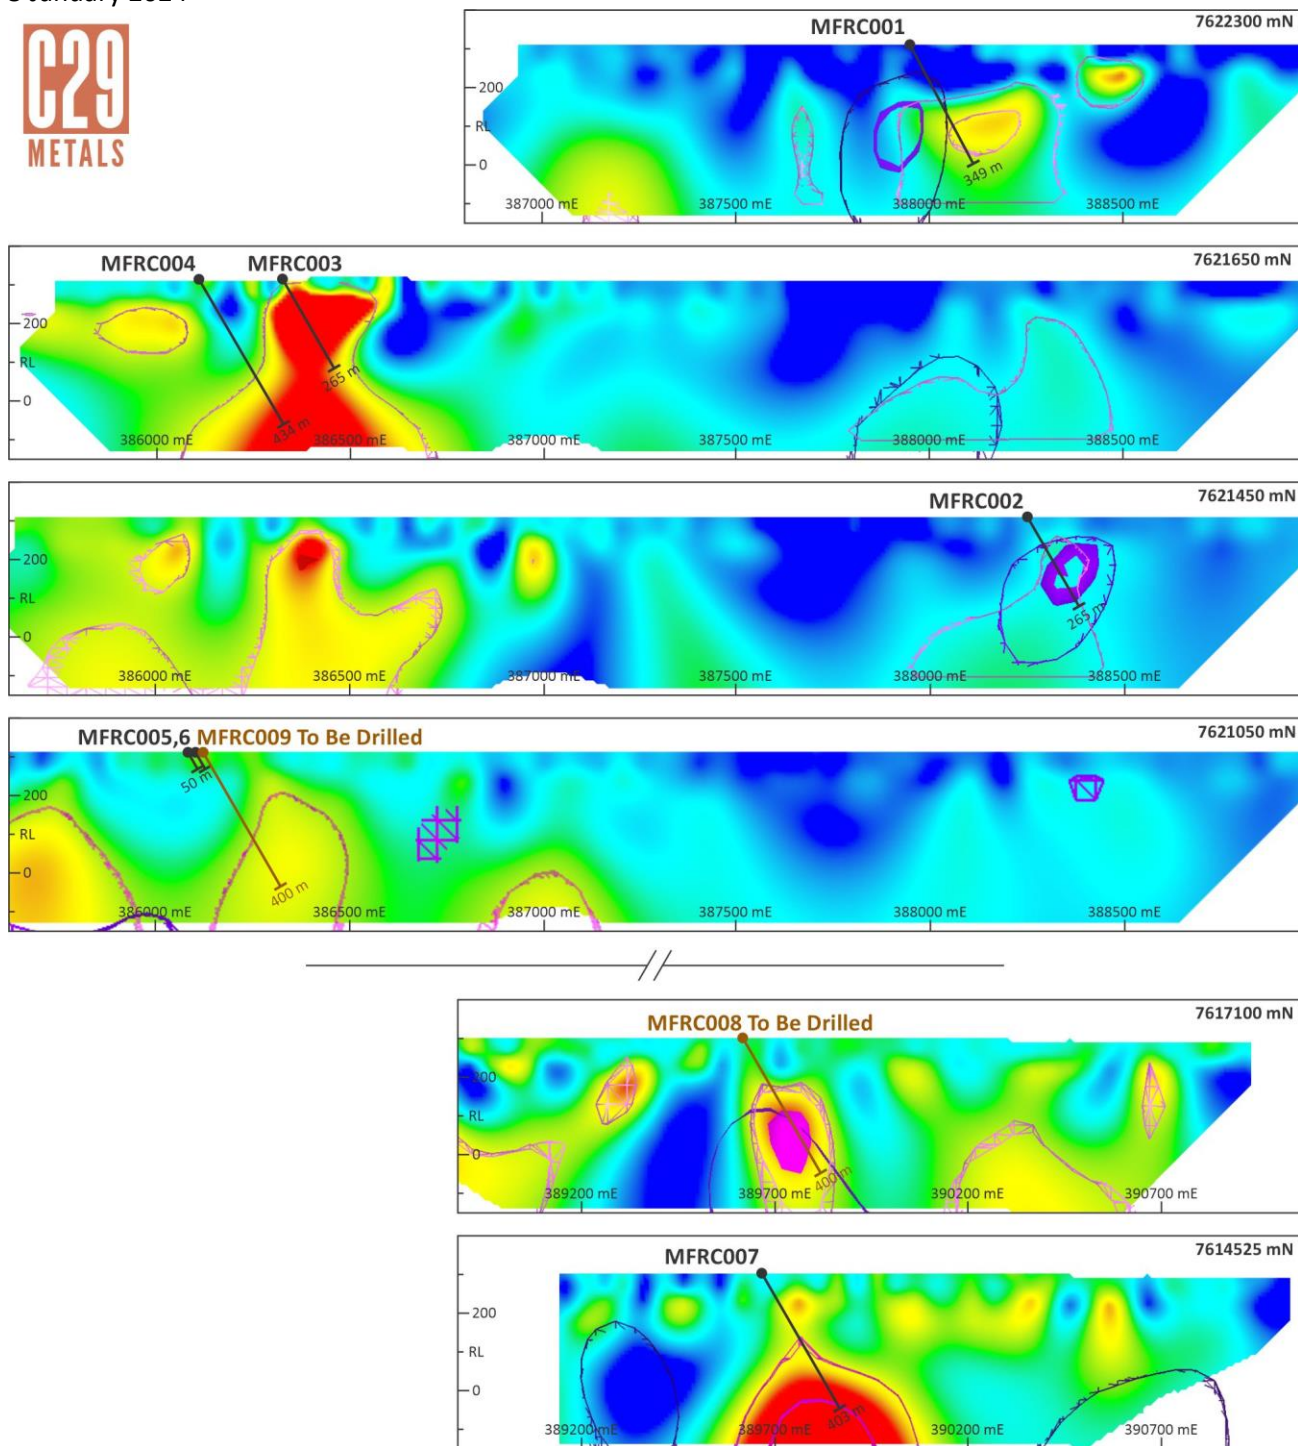 C29
METALS
MFRC001
7622300 mN
200
RL
0
349 m
387000 mE
387500 mE
388000 mE
388500 mE
MFRC004
MFRC003
7621650 mN
200
RL
0
265 m
434 m
386000 mE
386500 mE
387000 mE
387500 mE
388000 mE
388500 mE
MFRC002
7621450 mN
200
RL
0
265 m
386000 mE
386500 mE
387000 mE
387500 mE
388000 mE
388500 mE
MFRC005,6 MFRC009 To Be Drilled
7621050 mN
50 m
200
RL
0
400 m
386000 mE
386500 mE
387000 mE
387500 mE
388000 mE
388500 mE
MFRC008 To Be Drilled
7617100 mN
200
RL
0
400 m
389200 mE
389700 mE
390200 mE
390700 mE
MFRC007
7614525 mN
200
RL
0
403 m
389200 mE
389700 mE
390200 mE
390700 mE